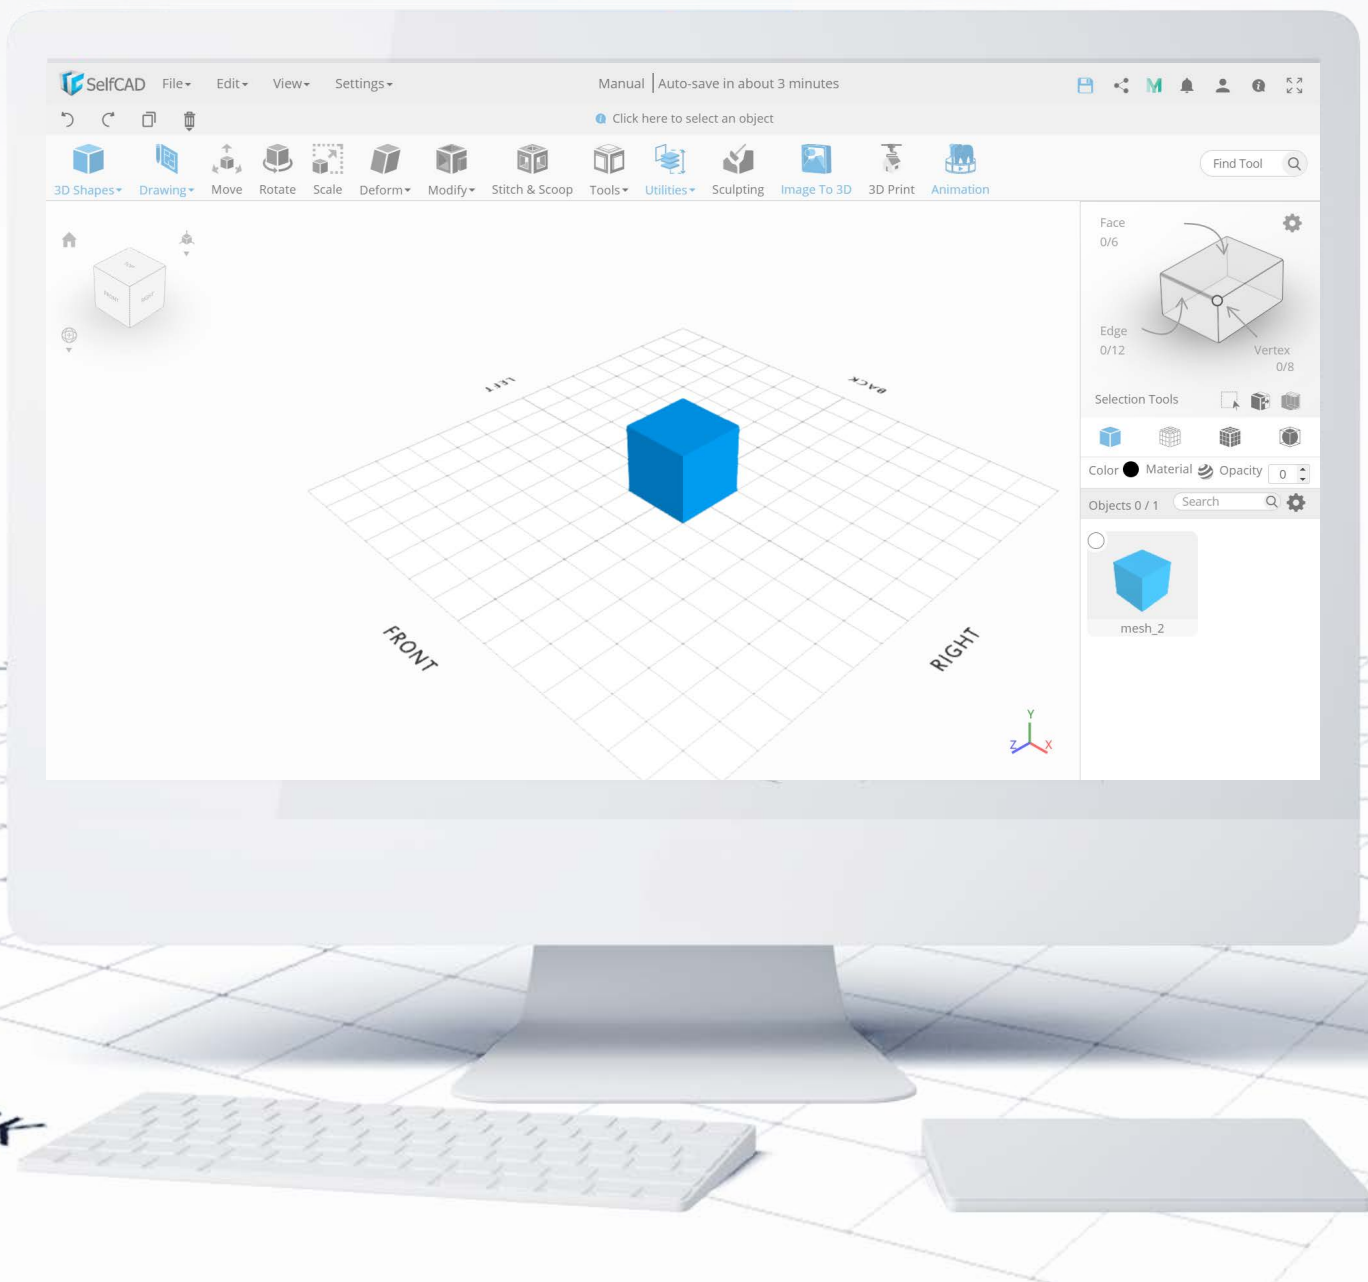 SelfCAD File Edit View Settings Manual Auto-save in about 3 minutes
Click here to select an object
3D Shapes Drawing Move Rotate Scale Deform Modify Stitch & Scoop Tools Utilities Sculpting Image To 3D 3D Print Animation Find Tool
Face
0/6
Edge
0/12
Vertex
0/8
Selection Tools
Color Material Opacity 0
Objects 0 / 1 Search
mesh_2
TOP
FRONT
RIGHT
LEFT
BACK
FRONT
RIGHT
Y
Z
X